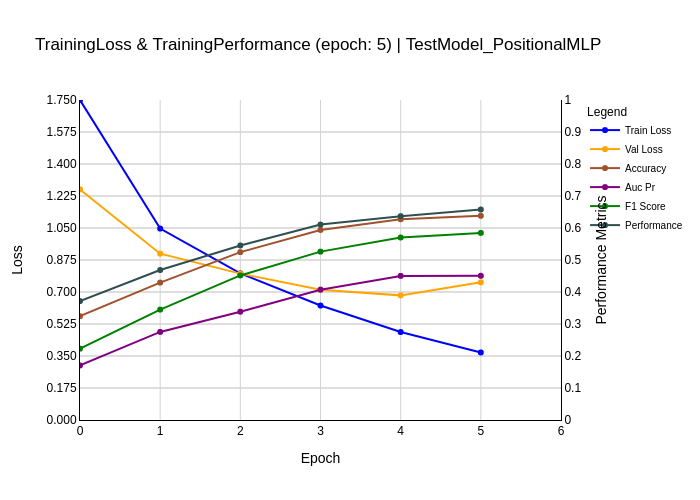 TrainingLoss & TrainingPerformance (epoch: 5) | TestModel_PositionalMLP
1.750
1.575
1.400
1.225
1.050
0.875
0.700
0.525
0.350
0.175
0.000
Loss
0
1
2
3
4
5
6
Epoch
1
0.9
0.8
0.7
0.6
0.5
0.4
0.3
0.2
0.1
0
Performance Metrics
Legend
Train Loss
Val Loss
Accuracy
Auc Pr
F1 Score
Performance